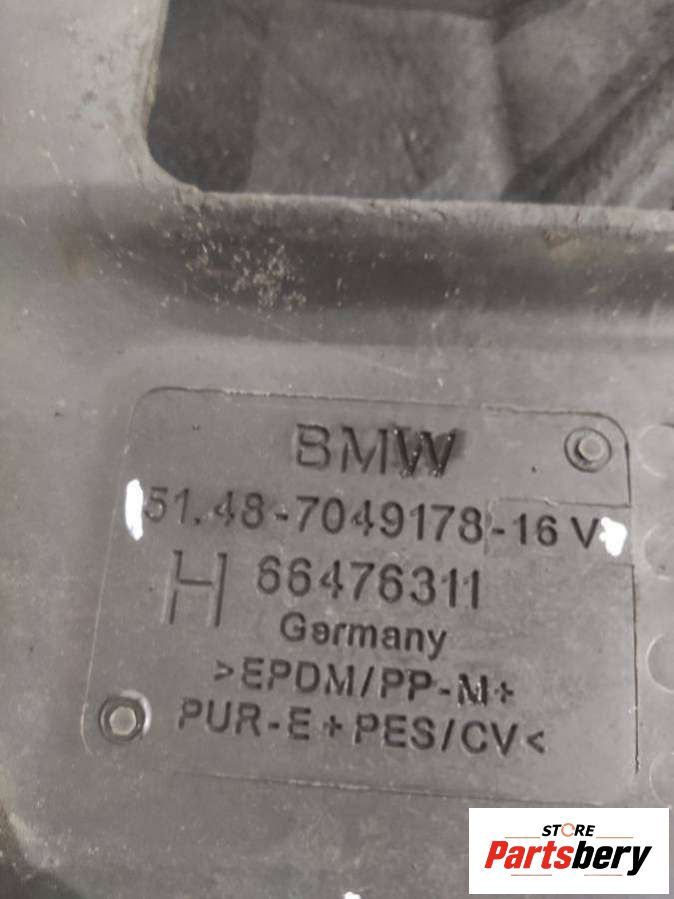 BMW
51.48-7049178-16 V
H 66476311
Germany
>EPDM/PP-M+
PUR-E+PES/CV<
STORE
Partsbery